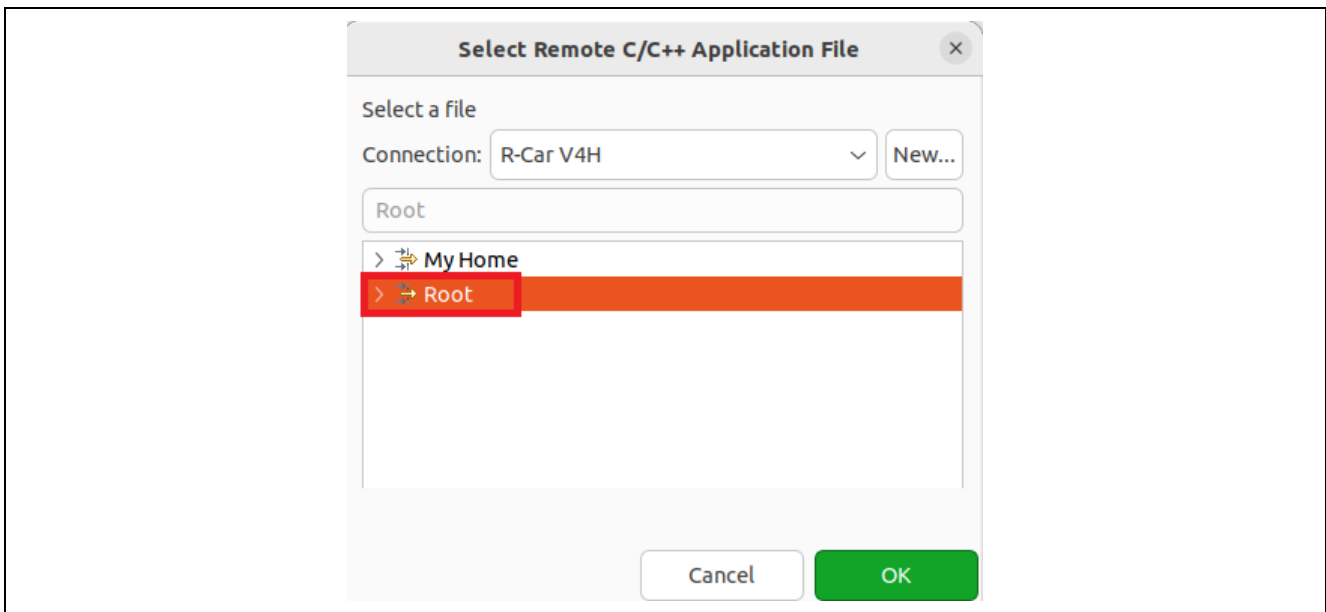 Select Remote C/C++ Application File
Select a file
Connection: R-Car V4H New...
Root
My Home
Root
Cancel OK